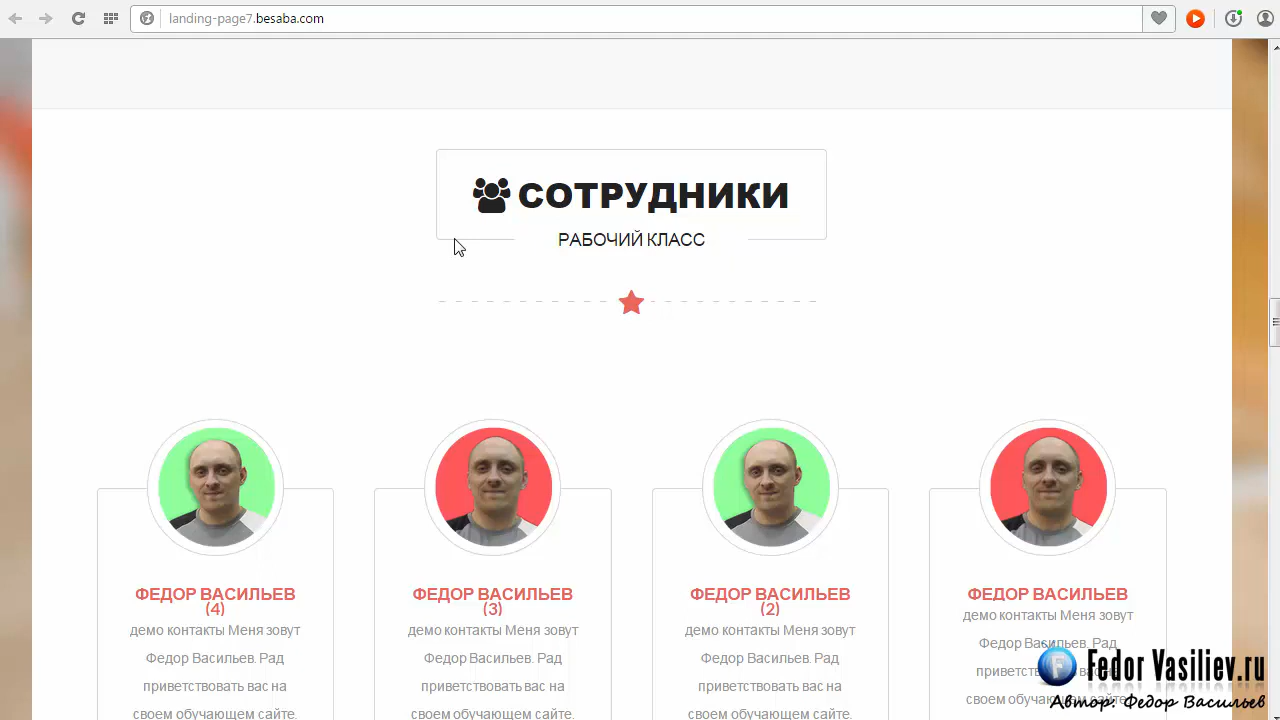 landing-page7.besaba.com
СОТРУДНИКИ
РАБОЧИЙ КЛАСС
ФЕДОР ВАСИЛЬЕВ
(4)
демо контакты Меня зовут
Федор Васильев. Рад
приветствовать вас на
своем обучающем сайте.
ФЕДОР ВАСИЛЬЕВ
(3)
демо контакты Меня зовут
Федор Васильев. Рад
приветствовать вас на
своем обучающем сайте.
ФЕДОР ВАСИЛЬЕВ
(2)
демо контакты Меня зовут
Федор Васильев. Рад
приветствовать вас на
своем обучающем сайте.
ФЕДОР ВАСИЛЬЕВ
демо контакты Меня зовут
Федор Васильев. Рад
своем обучающем
Fedor Vasiliev.ru
Автор: Федор Васильев